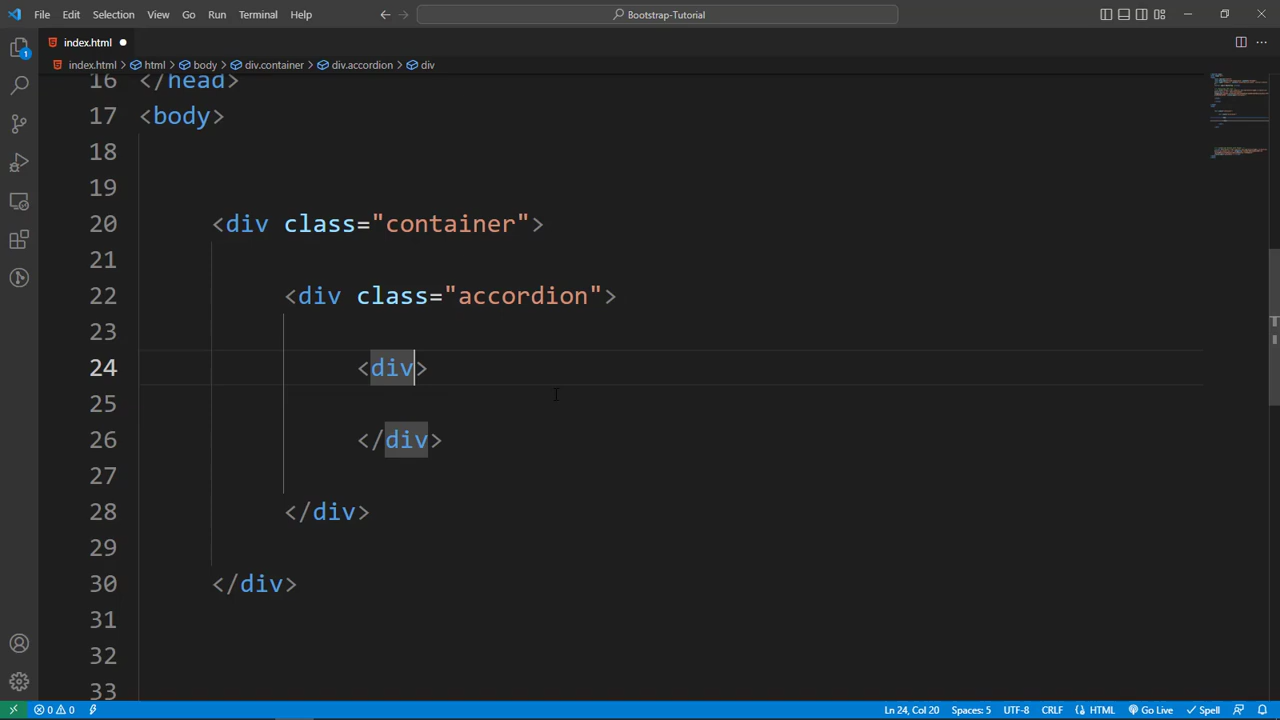 File Edit Selection View Go Run Terminal Help
Bootstrap-Tutorial
index.html
index.html > html > body > div.container > div.accordion > div
1
16 </head>
17 <body>
18
19
20 <div class="container">
21
22 <div class="accordion">
23
24 <div>
25
26 </div>
27
28 </div>
29
30 </div>
31
32
33
0 0 Ln 24, Col 20 Spaces: 5 UTF-8 CRLF HTML Go Live Spell